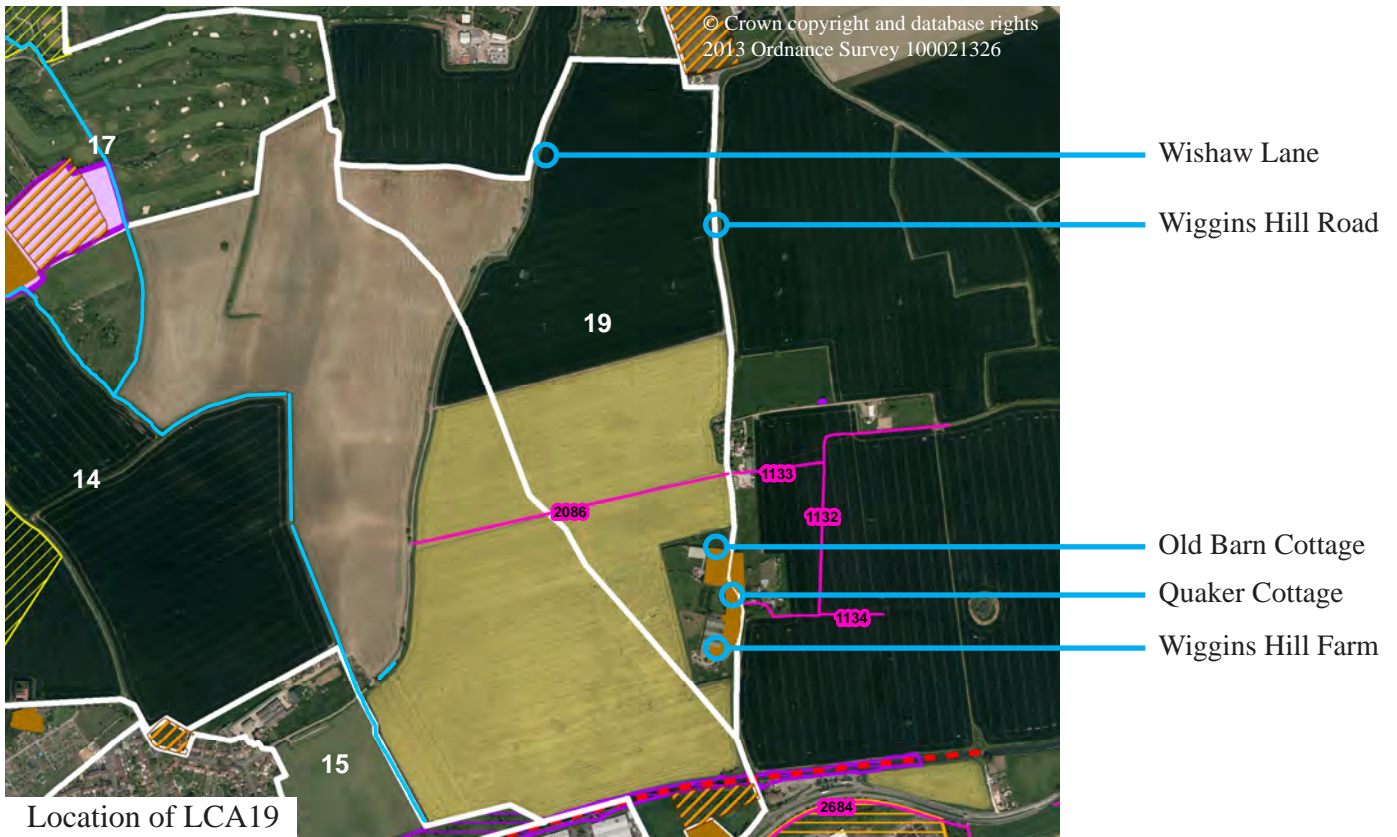 © Crown copyright and database rights
2013 Ordnance Survey 100021326
17
Wishaw Lane
Wiggins Hill Road
19
1133
14
2086
1132
Old Barn Cottage
Quaker Cottage
1134
Wiggins Hill Farm
15
2684
Location of LCA19